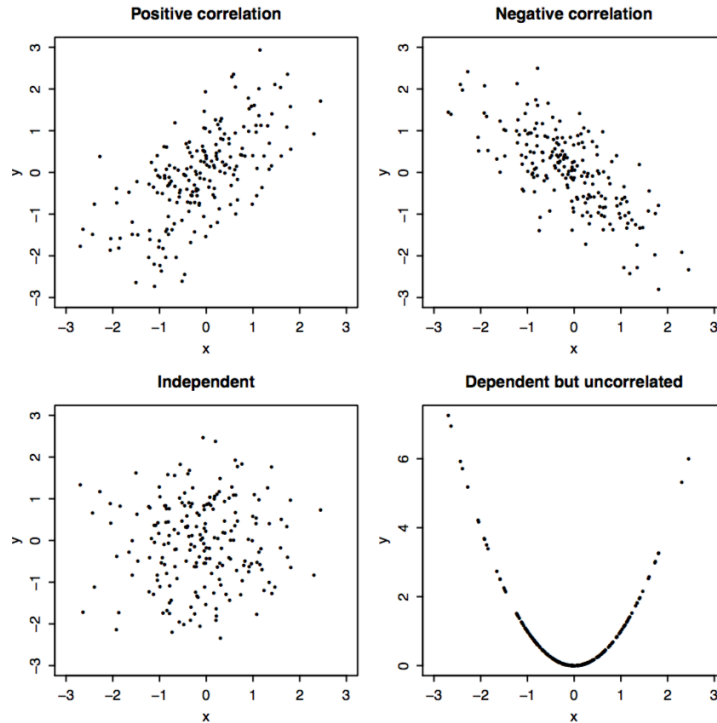 Positive correlation
3
2
1
0
−1
−2
−3
y
−3 −2 −1 0 1 2 3
x
Negative correlation
3
2
1
0
−1
−2
−3
y
−3 −2 −1 0 1 2 3
x
Independent
3
2
1
0
−1
−2
−3
y
−3 −2 −1 0 1 2 3
x
Dependent but uncorrelated
6
4
2
0
y
−3 −2 −1 0 1 2 3
x